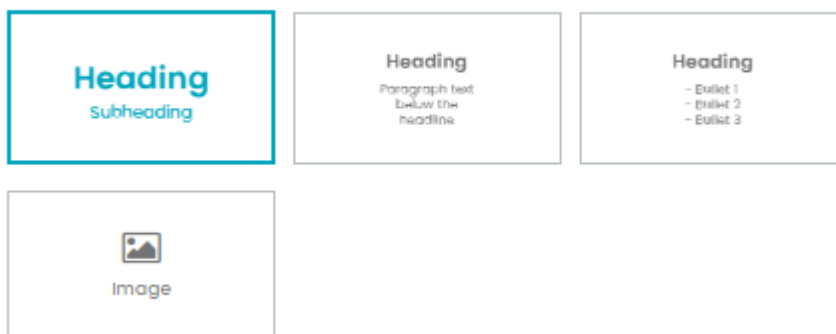 Heading
Subheading
Heading
Paragraph text
below the
headline
Heading
- Bullet 1
- Bullet 2
- Bullet 3
Image